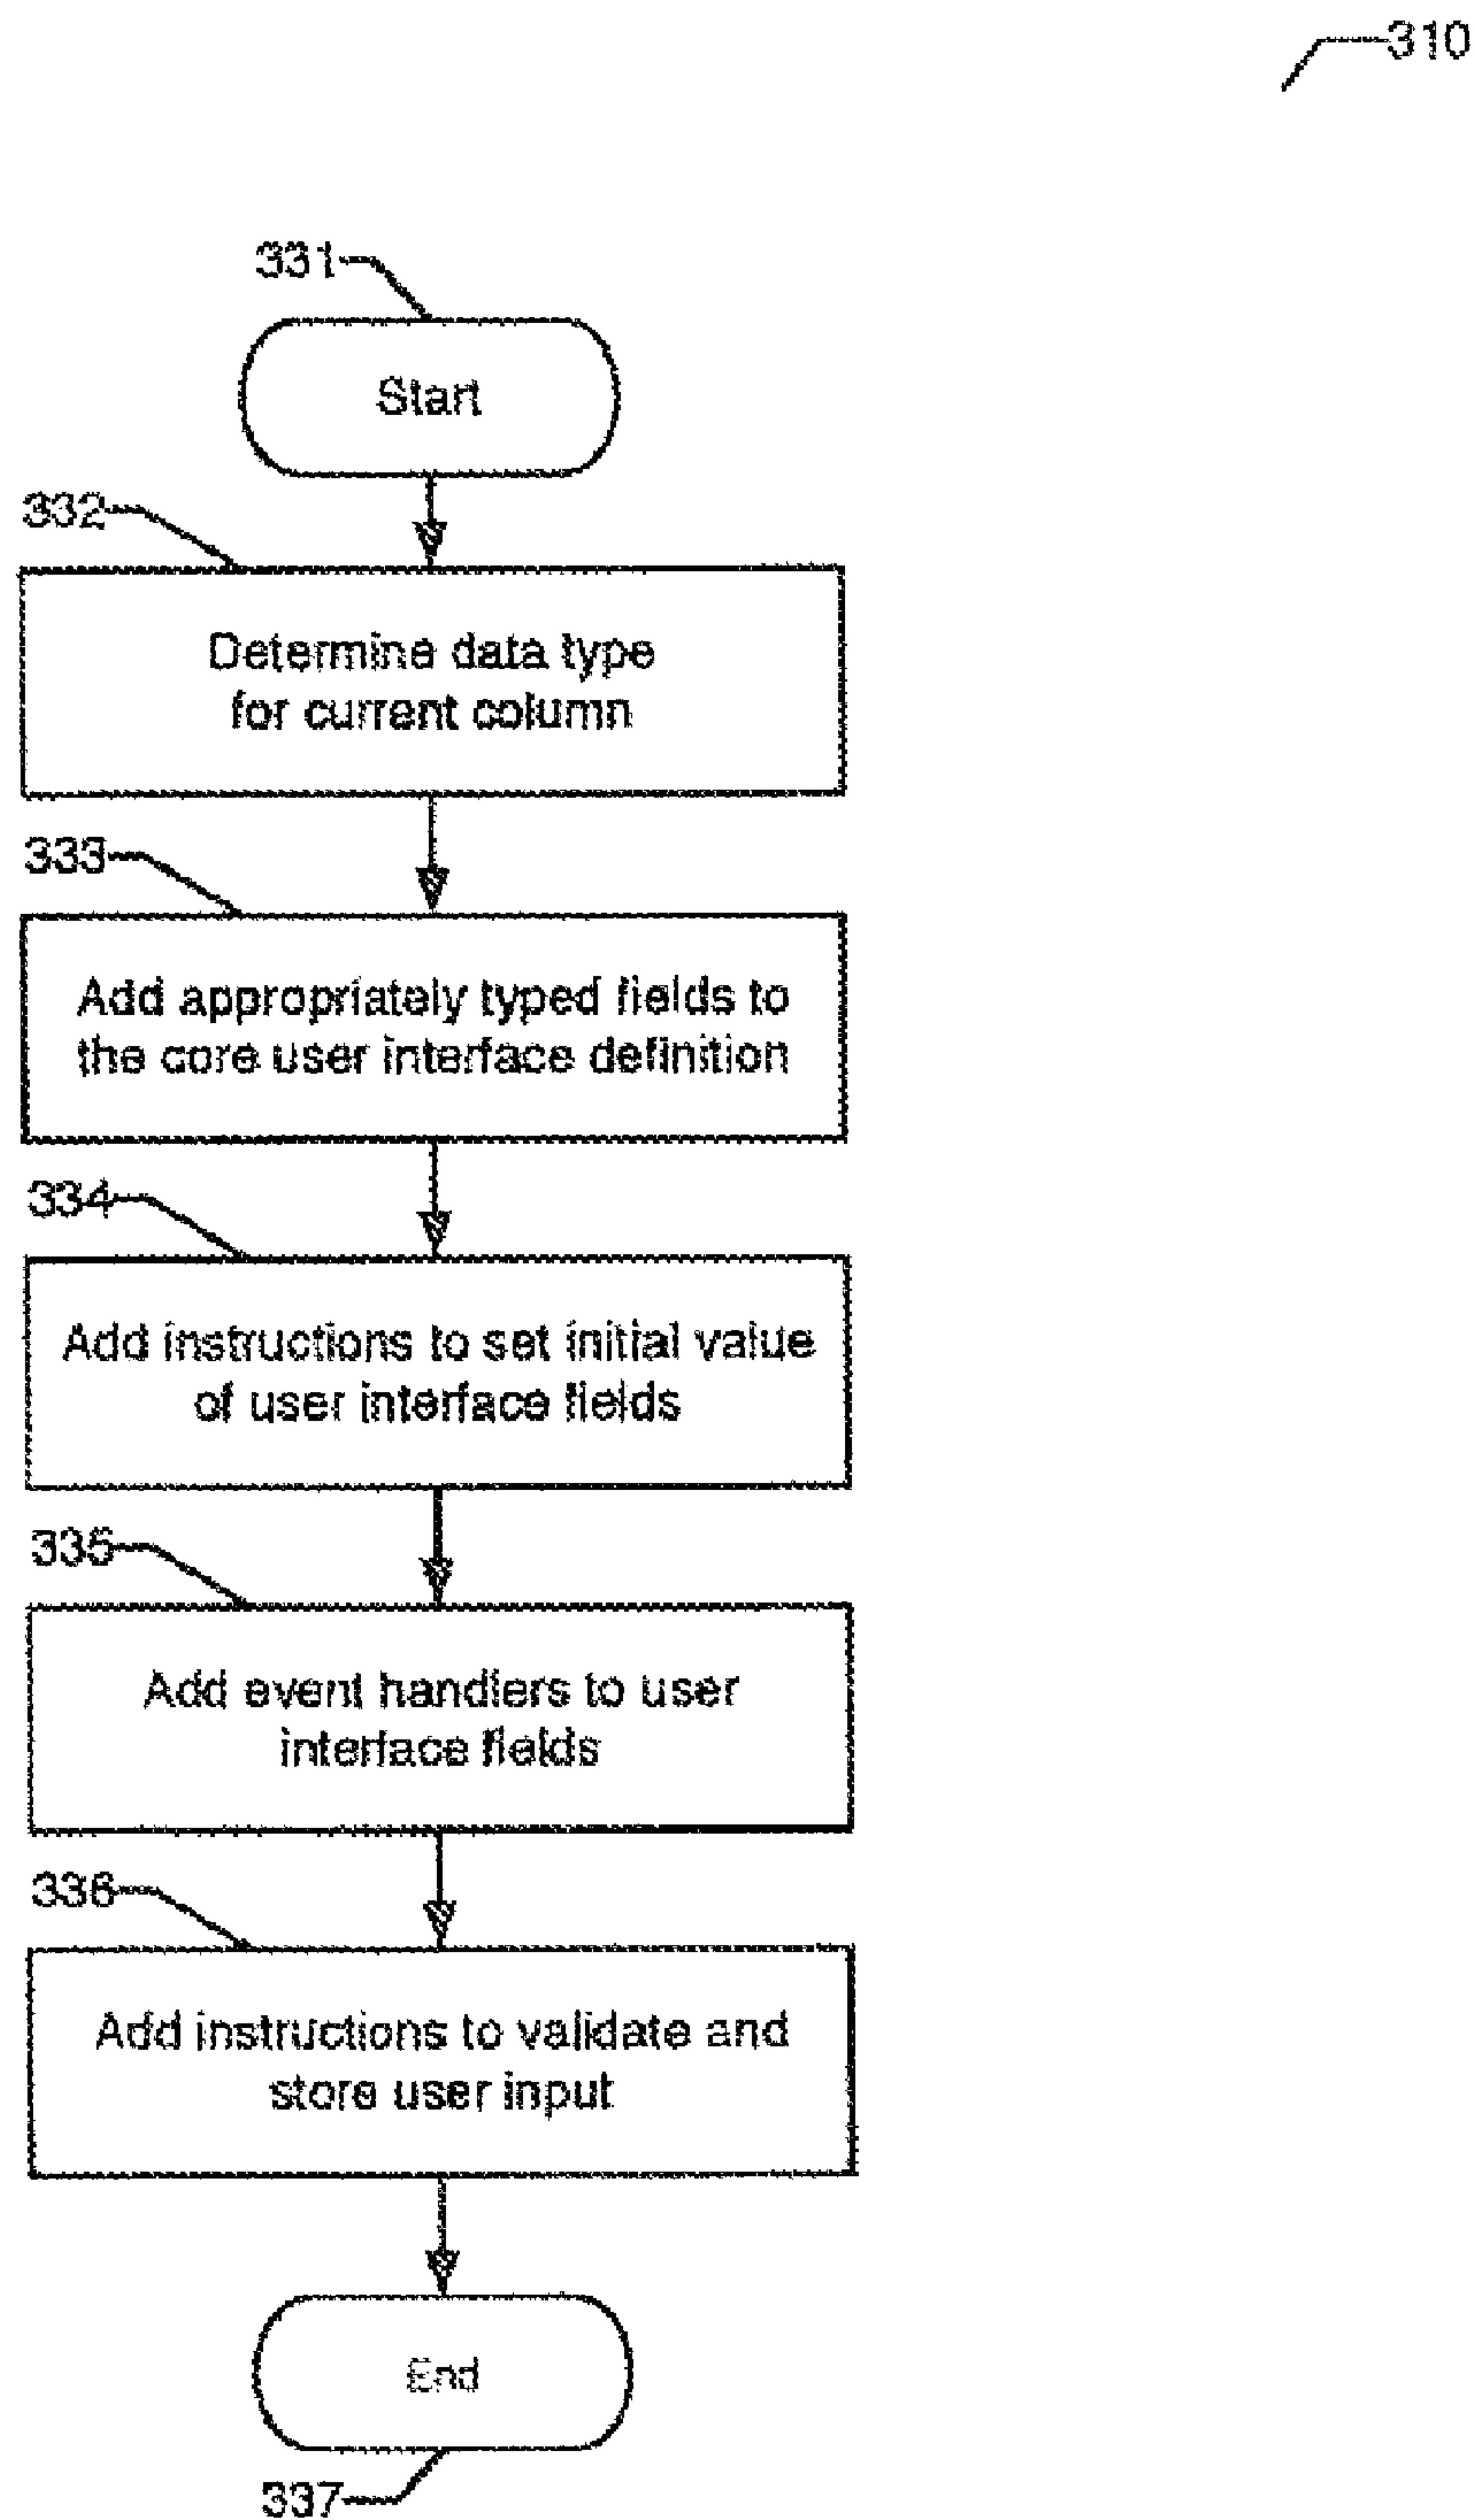 310
331
Start
332
Determine data type
for current column
333
Add appropriately typed fields to
the core user interface definition
334
Add instructions to set initial value
of user interface fields
335
Add event handlers to user
interface fields
336
Add instructions to validate and
store user input
End
337